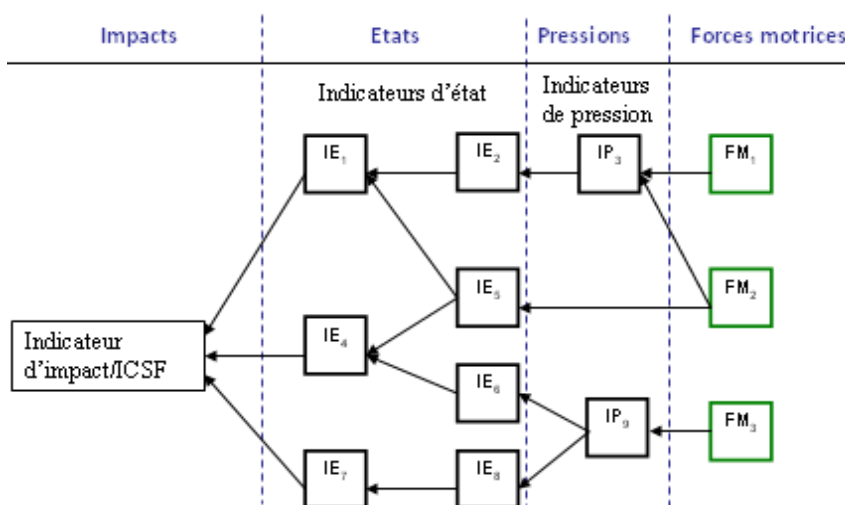 Impacts Etats Pressions Forces motrices
Indicateurs d'état
Indicateurs
de pression
IE1 IE2 IP3 FM1
IE5 FM2
Indicateur
d'impact/ICSF
IE4
IE6
IP9 FM3
IE7 IE8